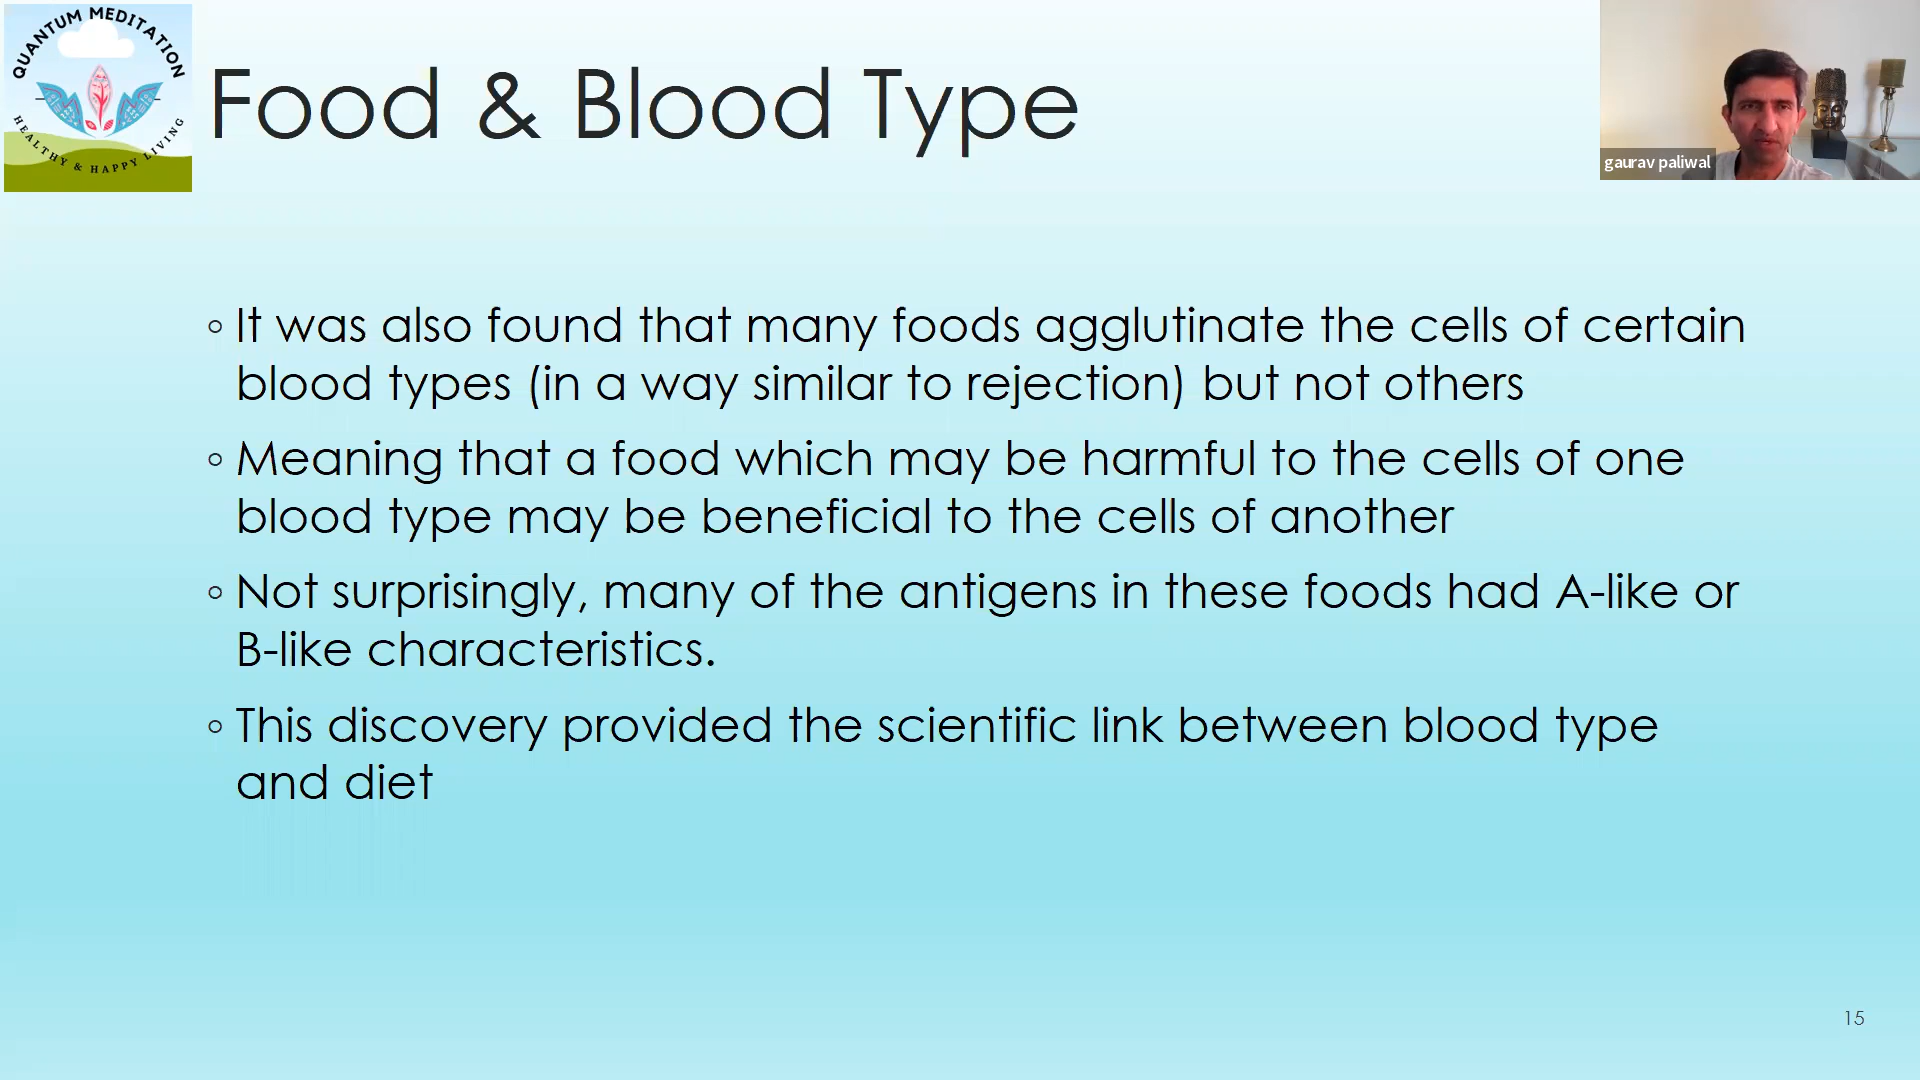 QUANTUM MEDITATION
HEALTHY & HAPPY LIVING
Food & Blood Type
gaurav paliwal
◦ It was also found that many foods agglutinate the cells of certain
blood types (in a way similar to rejection) but not others
◦ Meaning that a food which may be harmful to the cells of one
blood type may be beneficial to the cells of another
◦ Not surprisingly, many of the antigens in these foods had A-like or
B-like characteristics.
◦ This discovery provided the scientific link between blood type
and diet
15